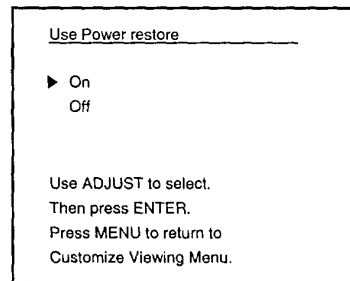 Use Power restore
▶ On
Off
Use ADJUST to select.
Then press ENTER.
Press MENU to return to
Customize Viewing Menu.